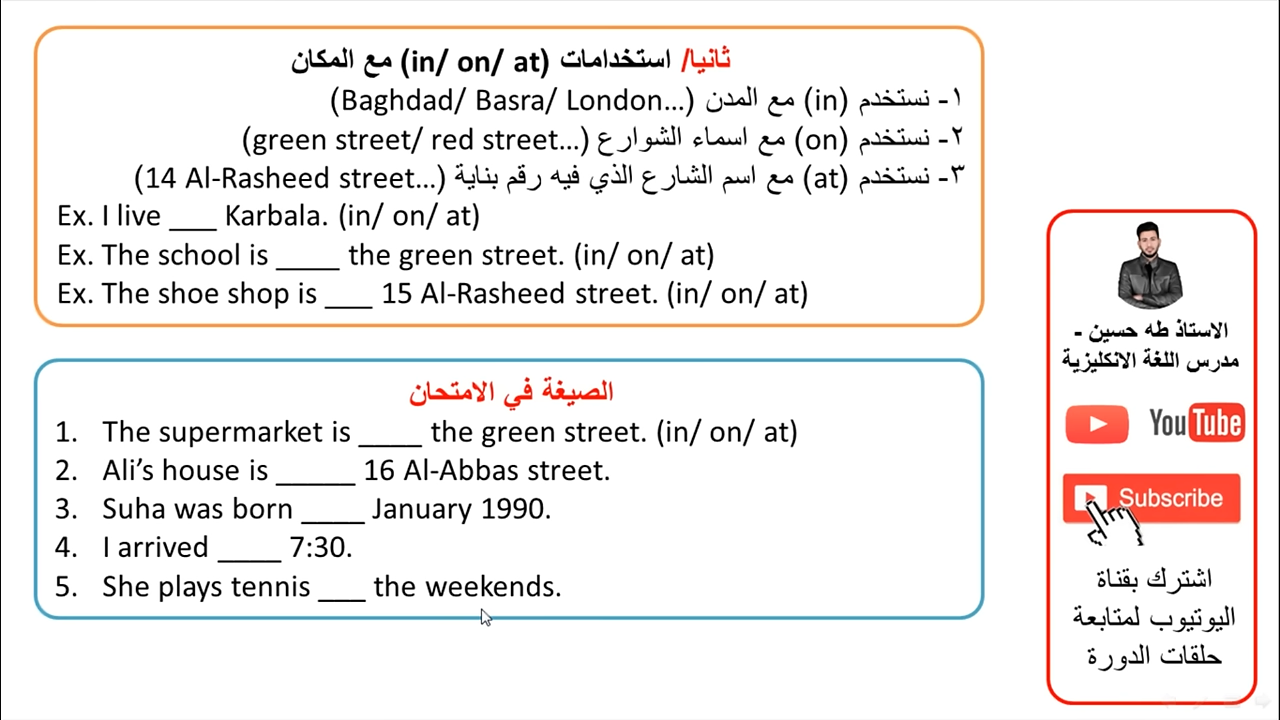 ثانيا/ استخدامات (in/ on/ at) مع المكان
١- نستخدم (in) مع المدن (Baghdad/ Basra/ London...)
٢- نستخدم (on) مع اسماء الشوارع (green street/ red street...)
٣- نستخدم (at) مع اسم الشارع الذي فيه رقم بناية (14 Al-Rasheed street...)
Ex. I live ___ Karbala. (in/ on/ at)
Ex. The school is ____ the green street. (in/ on/ at)
Ex. The shoe shop is ___ 15 Al-Rasheed street. (in/ on/ at)
الصيغة في الامتحان
1. The supermarket is ____ the green street. (in/ on/ at)
2. Ali’s house is _____ 16 Al-Abbas street.
3. Suha was born ____ January 1990.
4. I arrived ____ 7:30.
5. She plays tennis ___ the weekends.
الاستاذ طه حسين -
مدرس اللغة الانكليزية
YouTube
Subscribe
اشترك بقناة
اليوتيوب لمتابعة
حلقات الدورة